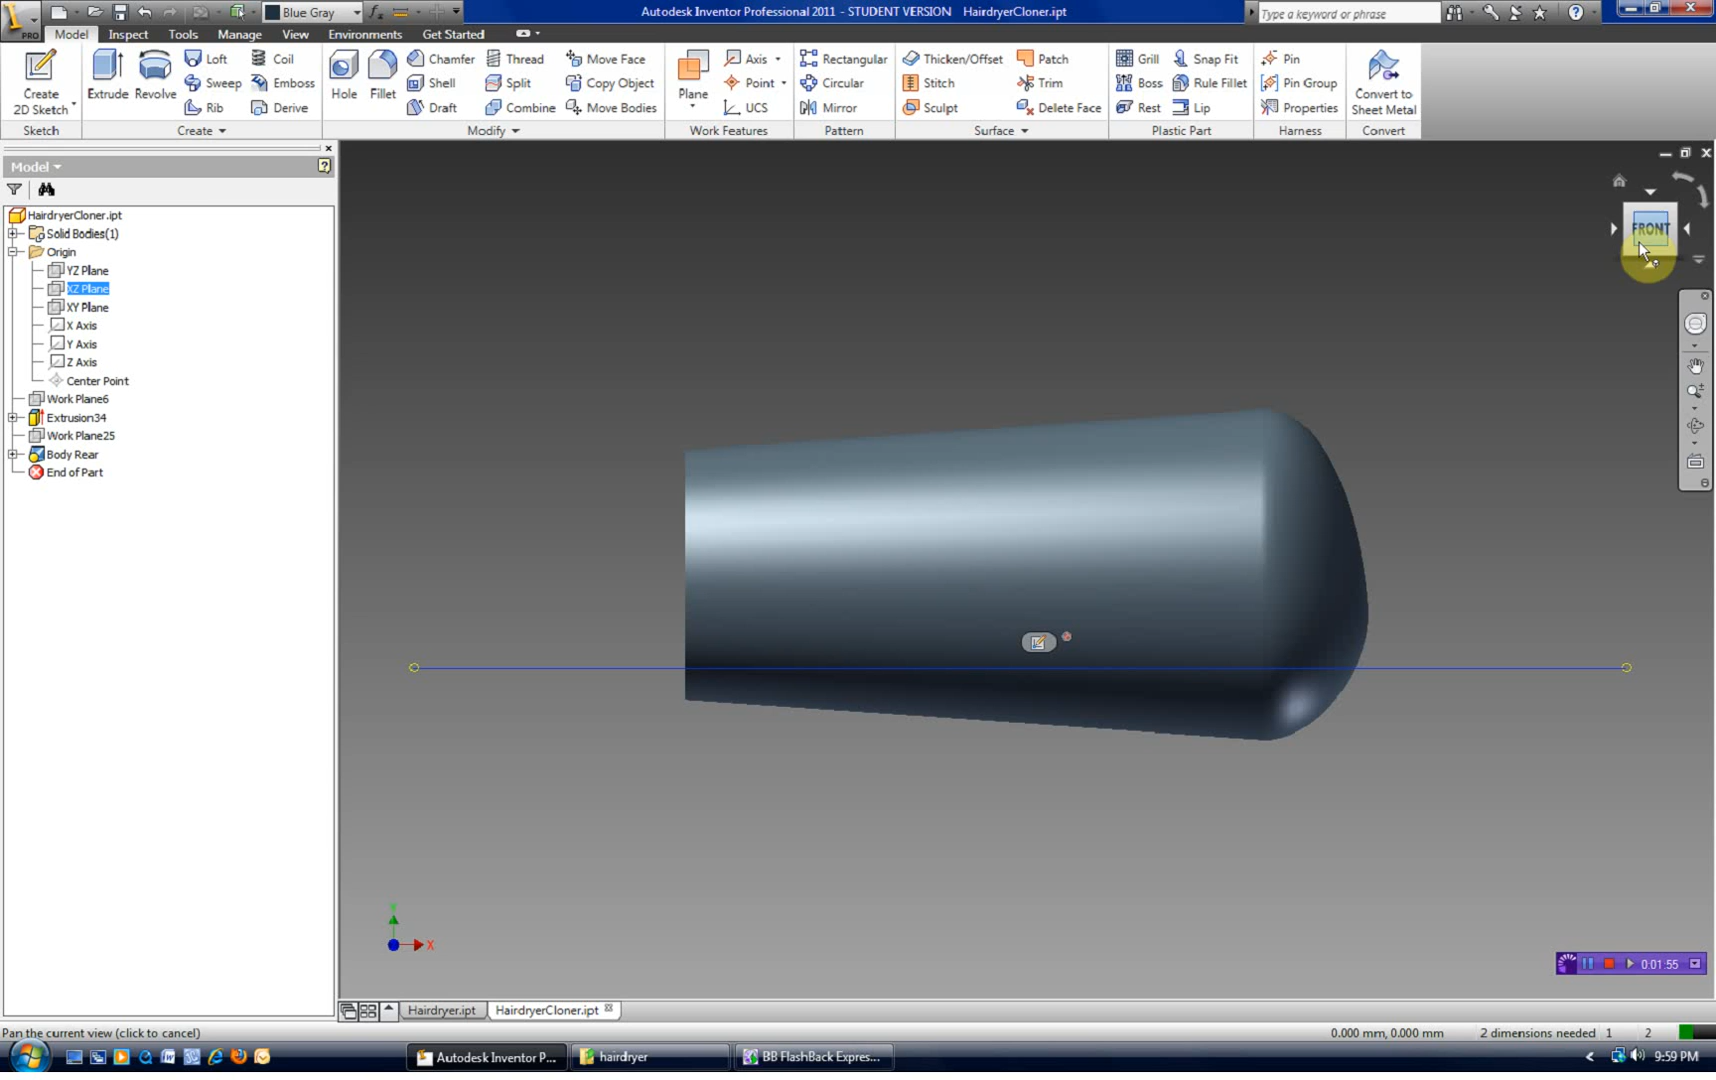 Blue Gray
Autodesk Inventor Professional 2011 - STUDENT VERSION HairdryerCloner.ipt
Type a keyword or phrase
PRO
Model Inspect Tools Manage View Environments Get Started
Create 2D Sketch
Extrude
Revolve
Loft
Sweep
Rib
Coil
Emboss
Derive
Hole
Fillet
Chamfer
Shell
Draft
Thread
Split
Combine
Move Face
Copy Object
Move Bodies
Plane
Axis
Point
UCS
Rectangular
Circular
Mirror
Thicken/Offset
Stitch
Sculpt
Patch
Trim
Delete Face
Grill
Boss
Rest
Snap Fit
Rule Fillet
Lip
Pin
Pin Group
Properties
Convert to Sheet Metal
Sketch
Create
Modify
Work Features
Pattern
Surface
Plastic Part
Harness
Convert
Model
HairdryerCloner.ipt
Solid Bodies(1)
Origin
YZ Plane
XZ Plane
XY Plane
X Axis
Y Axis
Z Axis
Center Point
Work Plane6
Extrusion34
Work Plane25
Body Rear
End of Part
FRONT
Y
X
0:01:55
Hairdryer.ipt
HairdryerCloner.ipt
Pan the current view (click to cancel)
0.000 mm, 0.000 mm
2 dimensions needed
1
2
Autodesk Inventor P...
hairdryer
BB FlashBack Expres...
9:59 PM